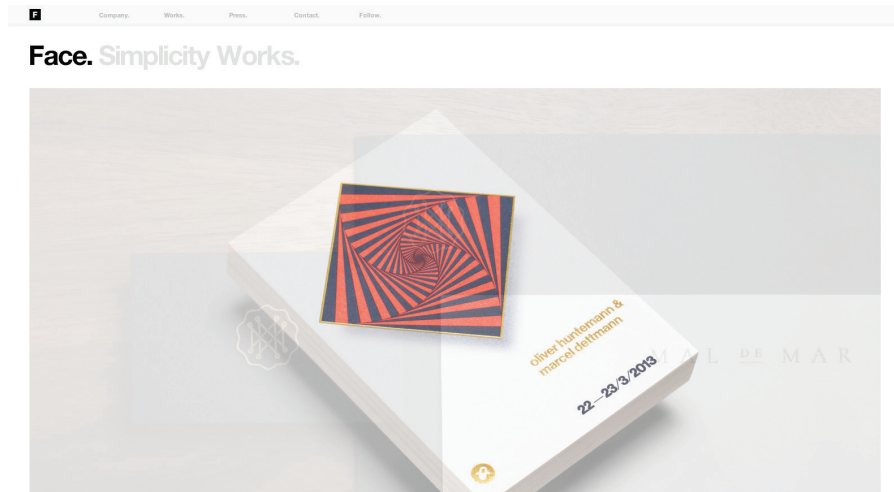 F
Company.
Works.
Press.
Contact.
Follow.
Face. Simplicity Works.
oliver huntemann &
marcel dettmann
22—23/3/2013
MAL DE MAR